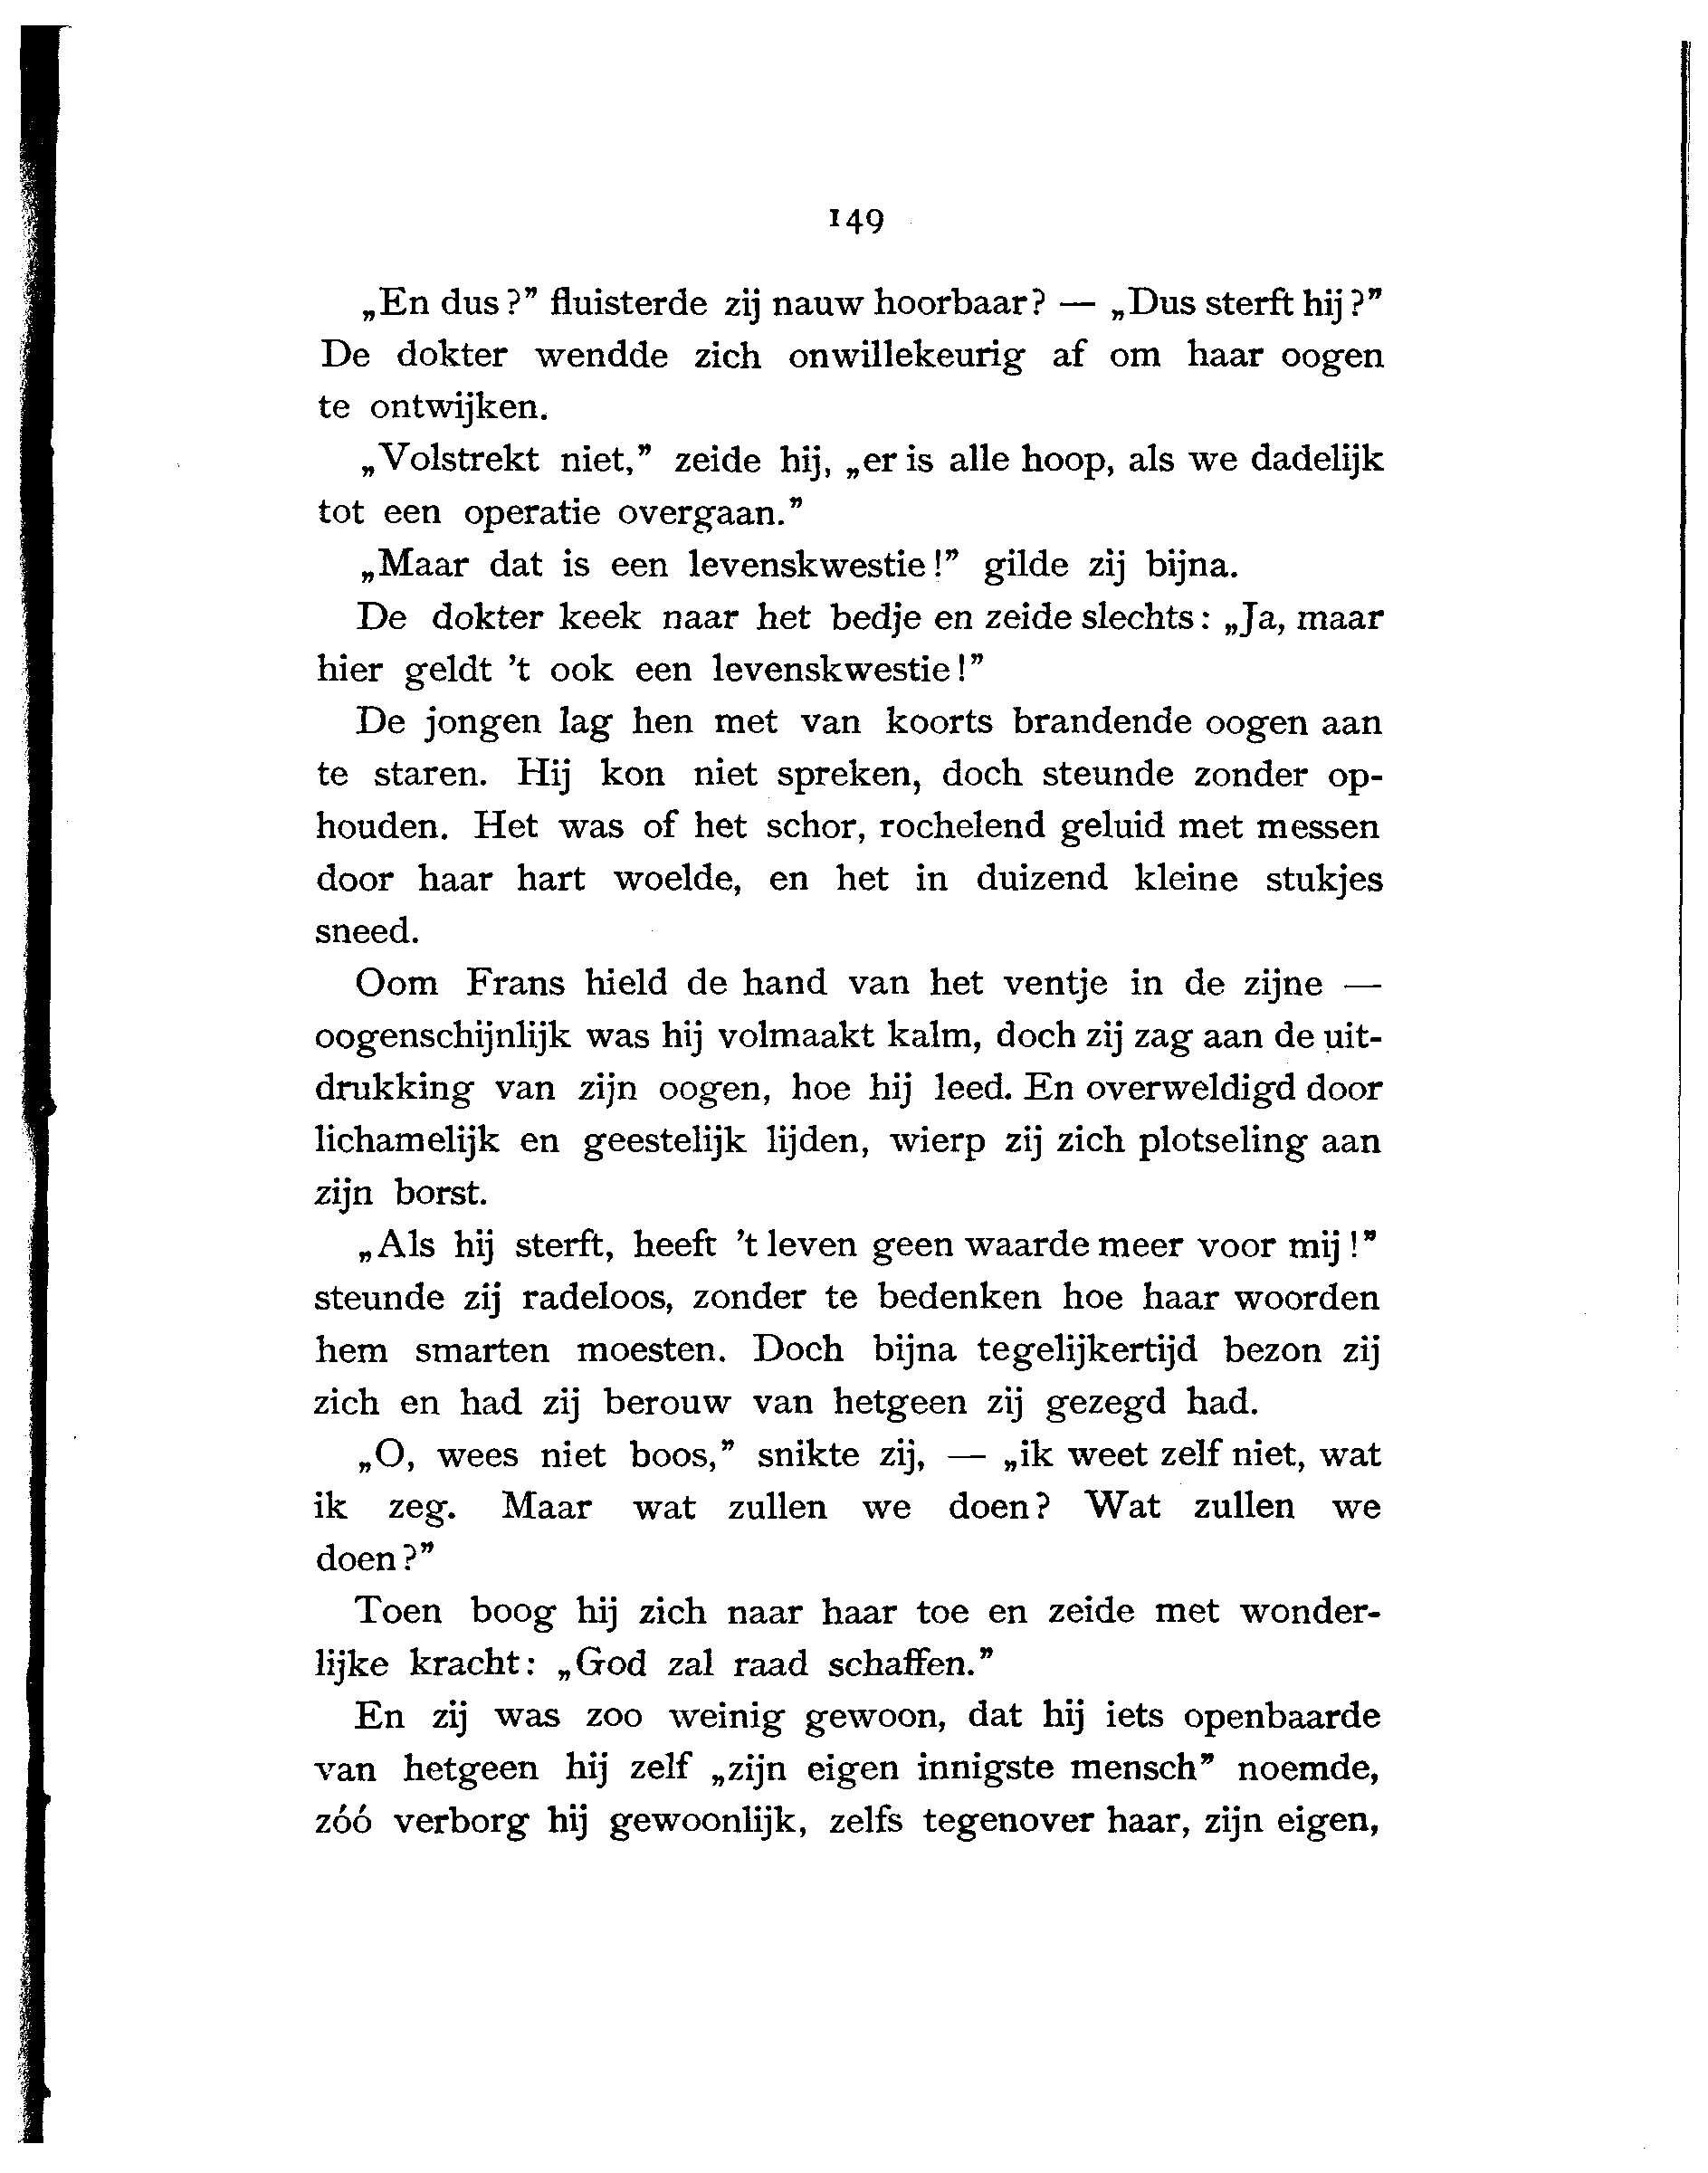 149
„En dus?” fluisterde zij nauw hoorbaar? — „Dus sterft hij?”
De dokter wendde zich onwillekeurig af om haar oogen
te ontwijken.
„Volstrekt niet,” zeide hij, „er is alle hoop, als we dadelijk
tot een operatie overgaan.”
„Maar dat is een levenskwestie!” gilde zij bijna.
De dokter keek naar het bedje en zeide slechts: „Ja, maar
hier geldt 't ook een levenskwestie!”
De jongen lag hen met van koorts brandende oogen aan
te staren. Hij kon niet spreken, doch steunde zonder op-
houden. Het was of het schor, rochelend geluid met messen
door haar hart woelde, en het in duizend kleine stukjes
sneed.
Oom Frans hield de hand van het ventje in de zijne —
oogenschijnlijk was hij volmaakt kalm, doch zij zag aan de uit-
drukking van zijn oogen, hoe hij leed. En overweldigd door
lichamelijk en geestelijk lijden, wierp zij zich plotseling aan
zijn borst.
„Als hij sterft, heeft 't leven geen waarde meer voor mij!”
steunde zij radeloos, zonder te bedenken hoe haar woorden
hem smarten moesten. Doch bijna tegelijkertijd bezon zij
zich en had zij berouw van hetgeen zij gezegd had.
„O, wees niet boos,” snikte zij, — „ik weet zelf niet, wat
ik zeg. Maar wat zullen we doen? Wat zullen we
doen?”
Toen boog hij zich naar haar toe en zeide met wonder-
lijke kracht: „God zal raad schaffen.”
En zij was zoo weinig gewoon, dat hij iets openbaarde
van hetgeen hij zelf „zijn eigen innigste mensch” noemde,
zóó verborg hij gewoonlijk, zelfs tegenover haar, zijn eigen,